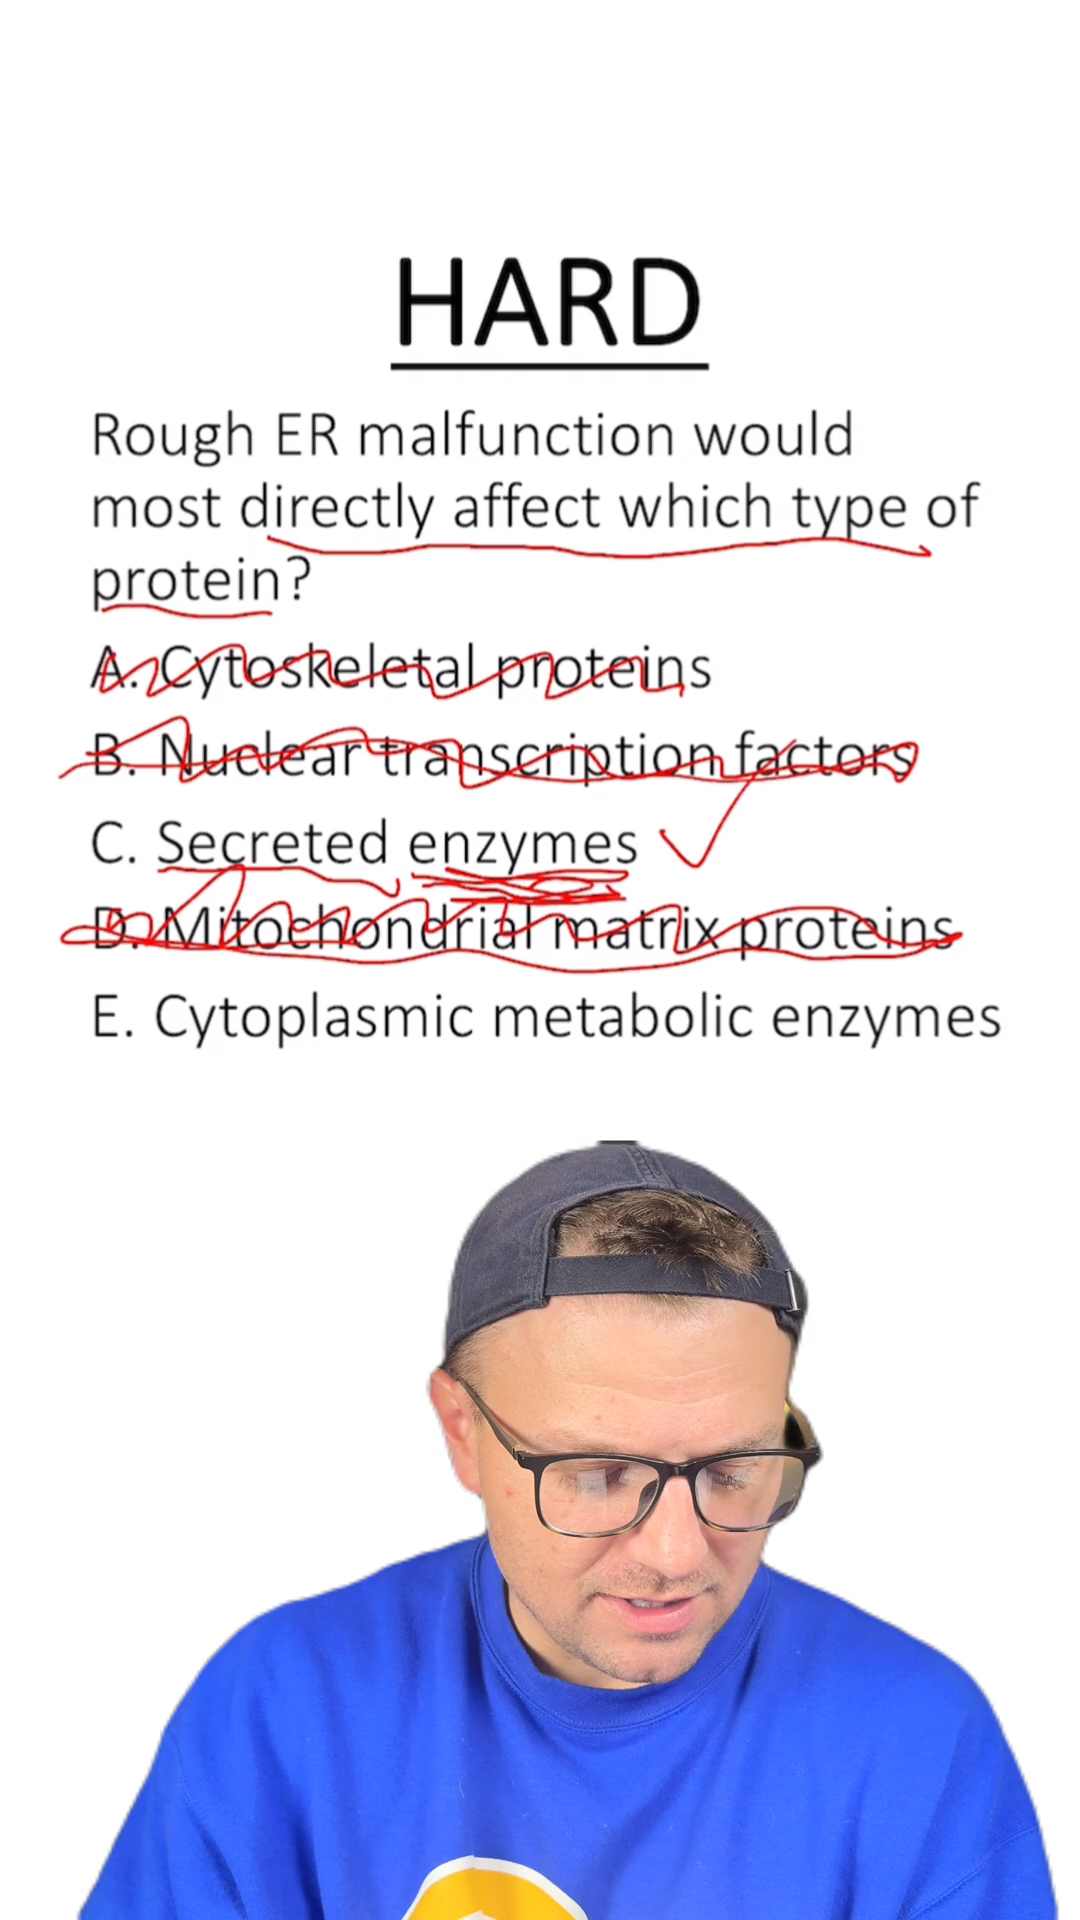 HARD
Rough ER malfunction would
most directly affect which type of
protein?
A. Cytoskeletal proteins
B. Nuclear transcription factors
C. Secreted enzymes
D. Mitochondrial matrix proteins
E. Cytoplasmic metabolic enzymes